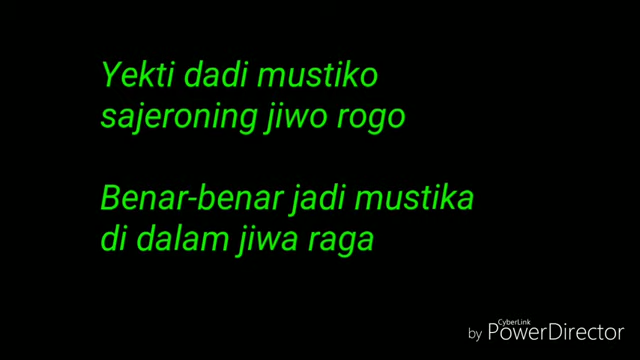 Yekti dadi mustiko
sajeroning jiwo rogo
Benar-benar jadi mustika
di dalam jiwa raga
by CyberLink PowerDirector